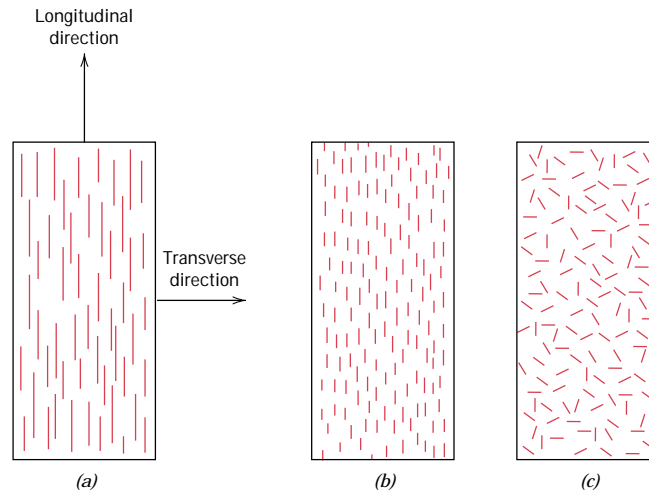 Longitudinal
direction
Transverse
direction
(a)
(b)
(c)